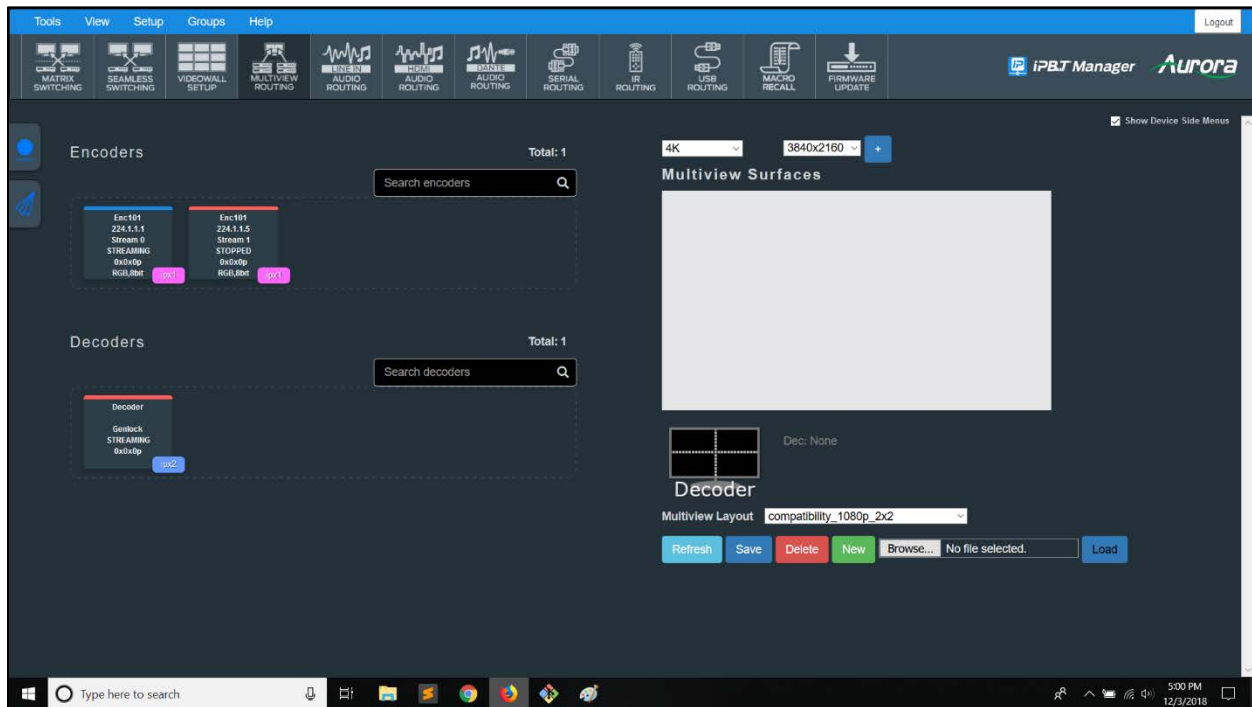 Tools View Setup Groups Help Logout
MATRIX SWITCHING
SEAMLESS SWITCHING
VIDEOWALL SETUP
MULTIVIEW ROUTING
LINE IN AUDIO ROUTING
HDMI AUDIO ROUTING
DANTE AUDIO ROUTING
SERIAL ROUTING
IR ROUTING
USB ROUTING
MACRO RECALL
FIRMWARE UPDATE
IP iPB.T Manager Aurora
Show Device Side Menus
Encoders Total: 1
Search encoders
Enc101
224.1.1.1
Stream 0
STREAMING
0x0x0p
RGB,8bit
ipx1
Enc101
224.1.1.5
Stream 1
STOPPED
0x0x0p
RGB,8bit
ipx1
Decoders Total: 1
Search decoders
Decoder
Genlock
STREAMING
0x0x0p
ipx2
4K 3840x2160 +
Multiview Surfaces
Dec: None
Decoder
Multiview Layout compatibility_1080p_2x2
Refresh Save Delete New Browse... No file selected. Load
Type here to search
5:00 PM
12/3/2018